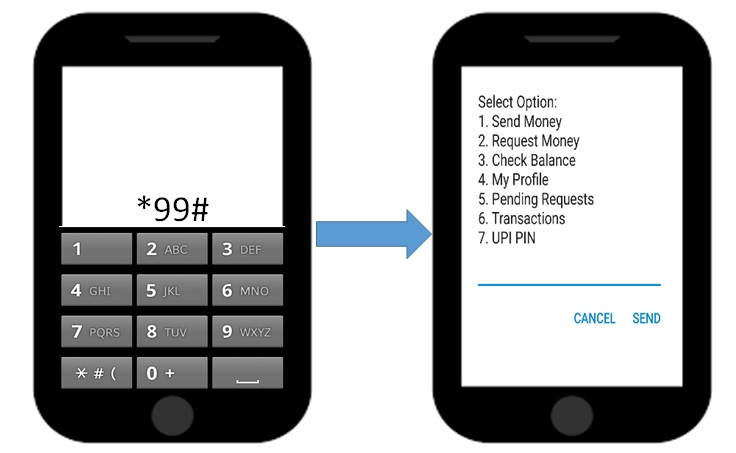 *99#
1
2 ABC
3 DEF
4 GHI
5 JKL
6 MNO
7 PQRS
8 TUV
9 WXYZ
* # (
0 +
Select Option:
1. Send Money
2. Request Money
3. Check Balance
4. My Profile
5. Pending Requests
6. Transactions
7. UPI PIN
CANCEL SEND